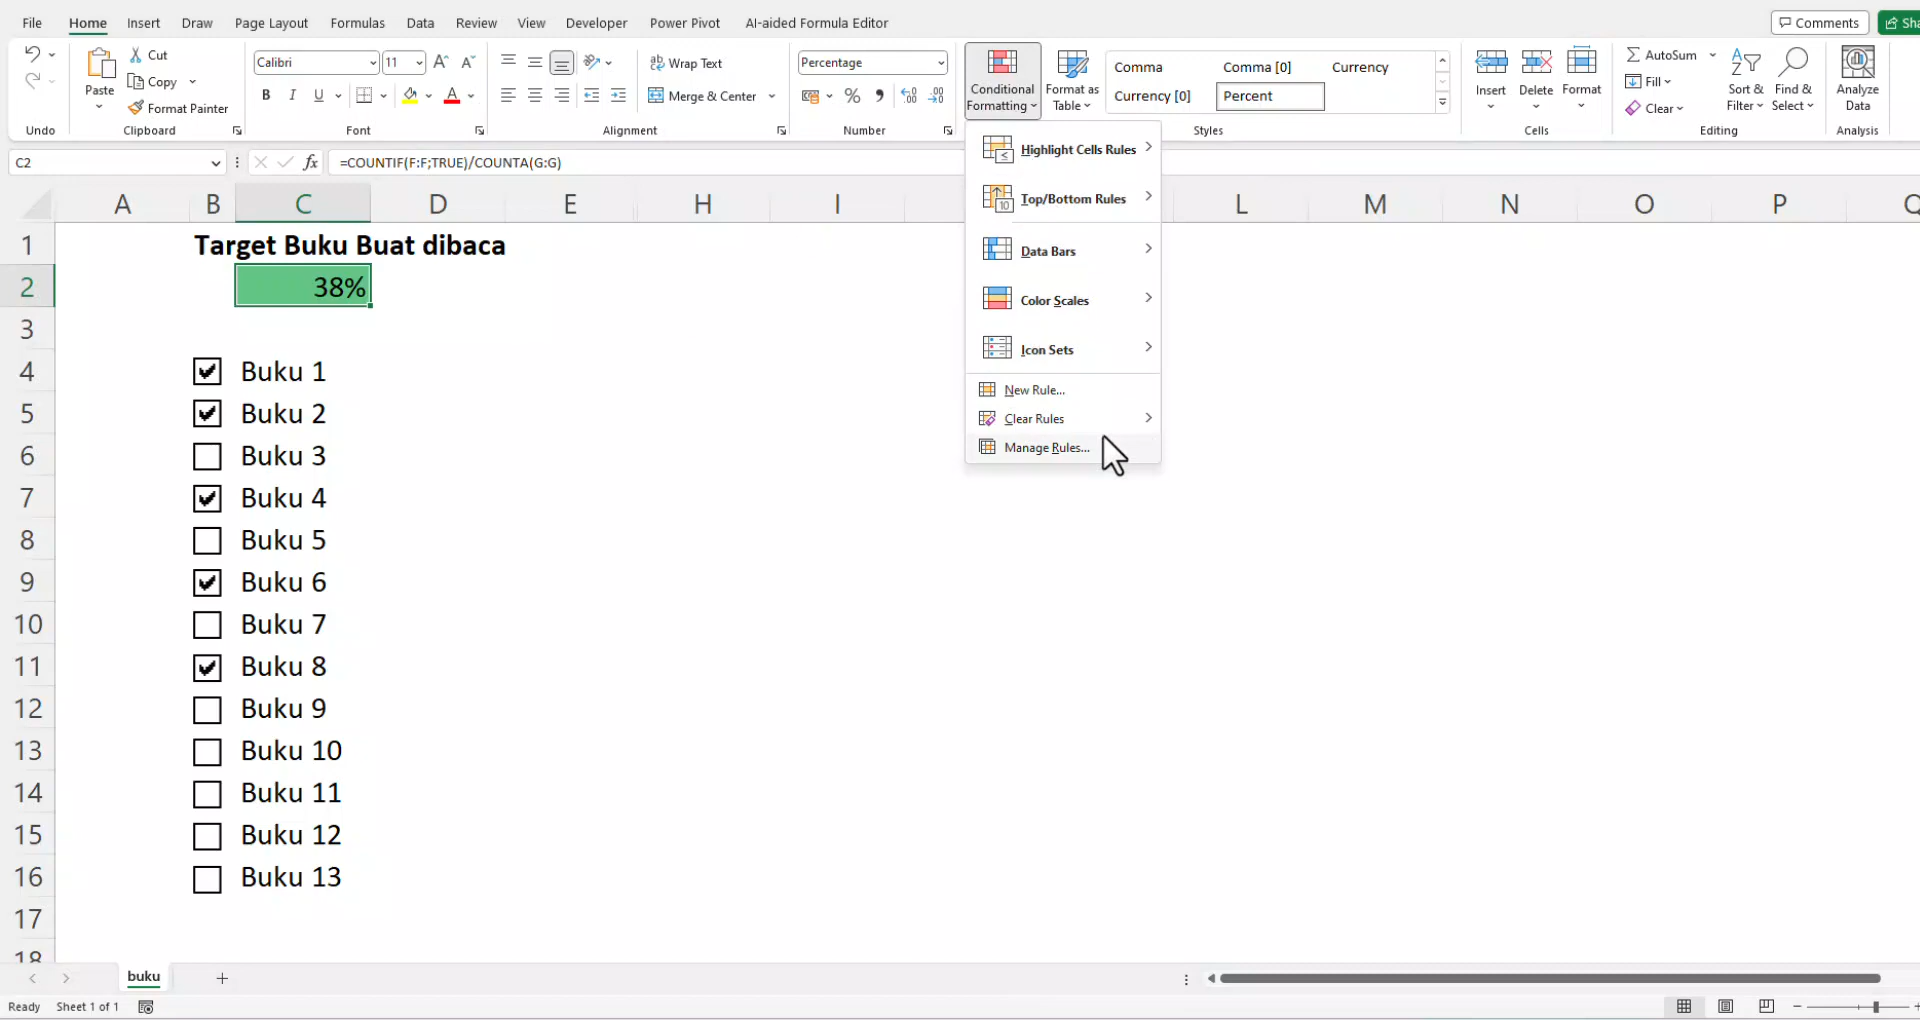 File Home Insert Draw Page Layout Formulas Data Review View Developer Power Pivot AI-aided Formula Editor Comments
Paste Cut Copy Format Painter
Calibri 11
B I U A
Wrap Text
Merge & Center
Percentage
Conditional Formatting
Format as Table
Comma Comma [0] Currency
Currency [0] Percent
Insert Delete Format
AutoSum
Fill
Clear
Sort & Filter
Find & Select
Analyze Data
Undo Clipboard Font Alignment Number Styles Cells Editing Analysis
C2 fx =COUNTIF(F:F;TRUE)/COUNTA(G:G)
Highlight Cells Rules
Top/Bottom Rules
Data Bars
Color Scales
Icon Sets
New Rule...
Clear Rules
Manage Rules...
A B C D E H I L M N O P Q
1 Target Buku Buat dibaca
2 38%
3
4 Buku 1
5 Buku 2
6 Buku 3
7 Buku 4
8 Buku 5
9 Buku 6
10 Buku 7
11 Buku 8
12 Buku 9
13 Buku 10
14 Buku 11
15 Buku 12
16 Buku 13
17
18
buku
Ready Sheet 1 of 1